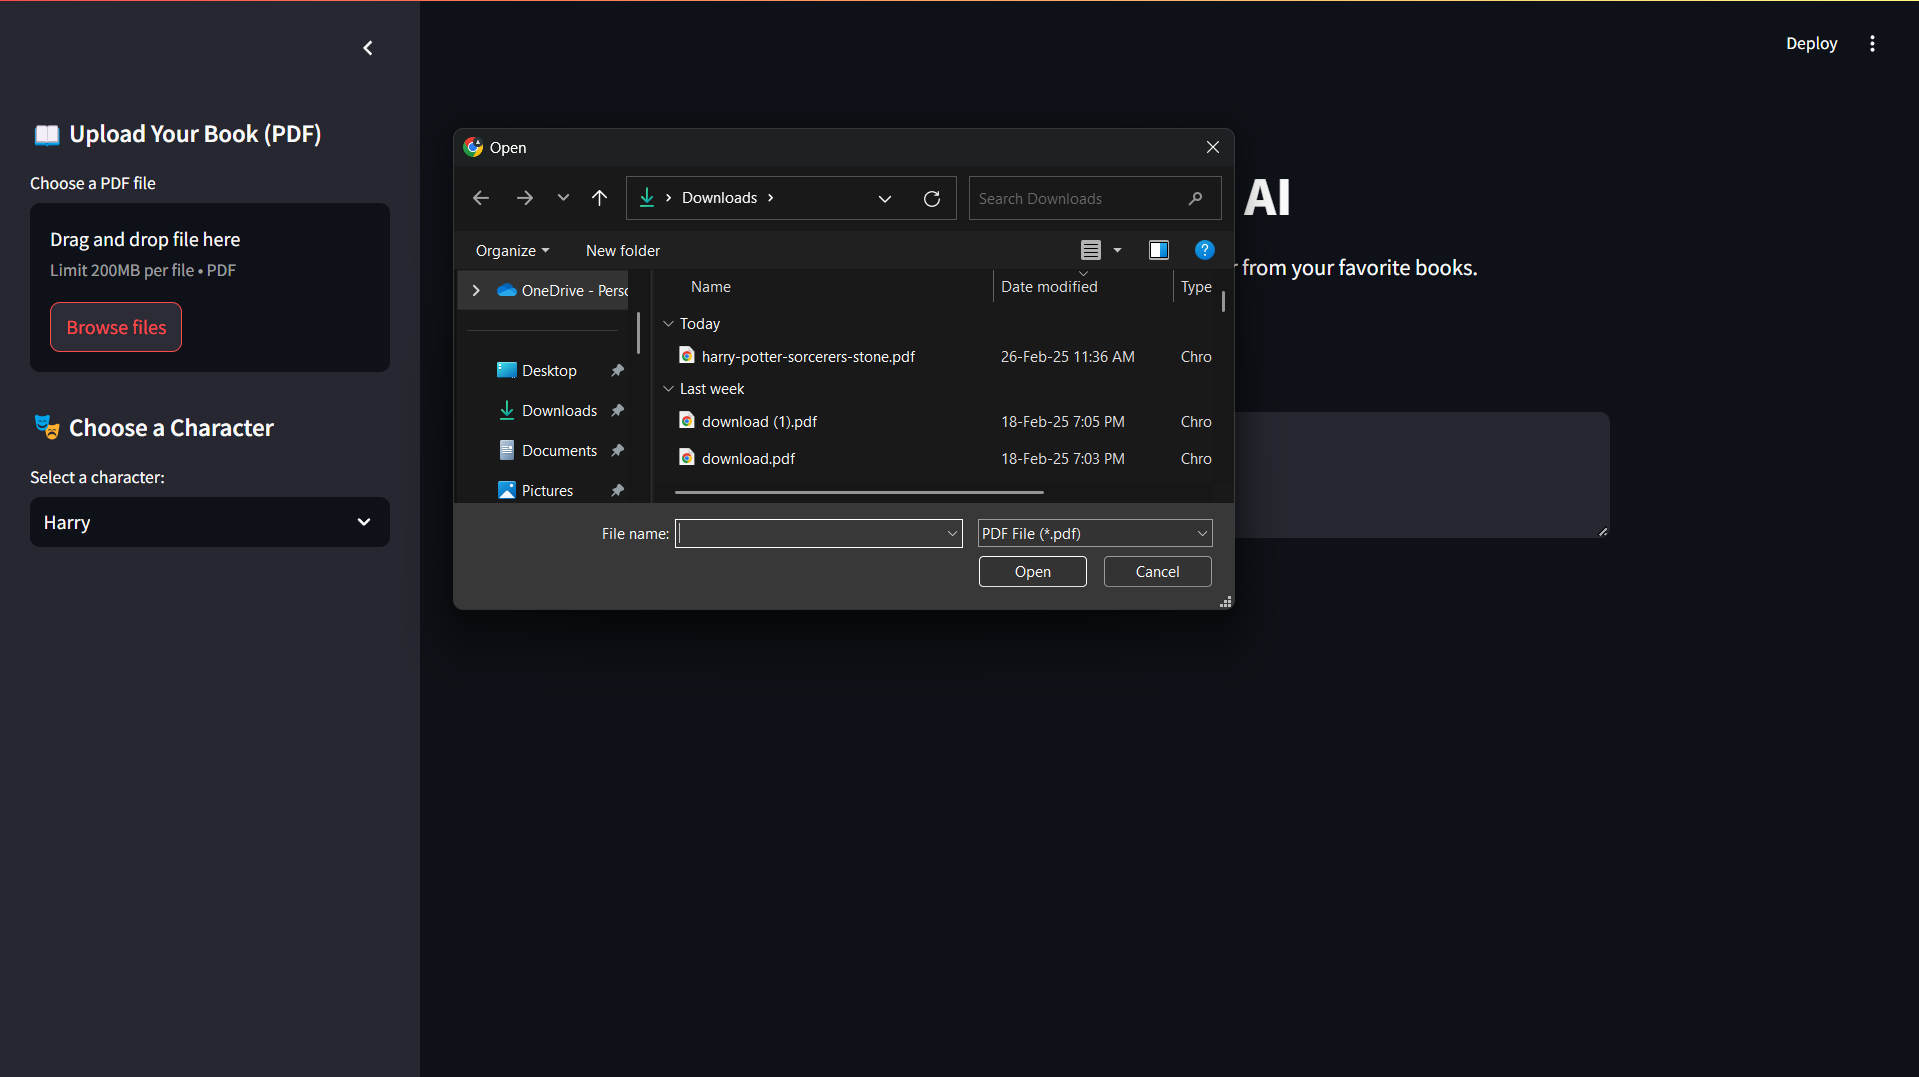 Deploy
Upload Your Book (PDF)
Choose a PDF file
Drag and drop file here
Limit 200MB per file • PDF
Browse files
Choose a Character
Select a character:
Harry
AI
from your favorite books.
Open
Downloads
Search Downloads
Organize
New folder
OneDrive - Perso
Desktop
Downloads
Documents
Pictures
Name Date modified Type
Today
harry-potter-sorcerers-stone.pdf 26-Feb-25 11:36 AM Chro
Last week
download (1).pdf 18-Feb-25 7:05 PM Chro
download.pdf 18-Feb-25 7:03 PM Chro
File name:
PDF File (*.pdf)
Open
Cancel